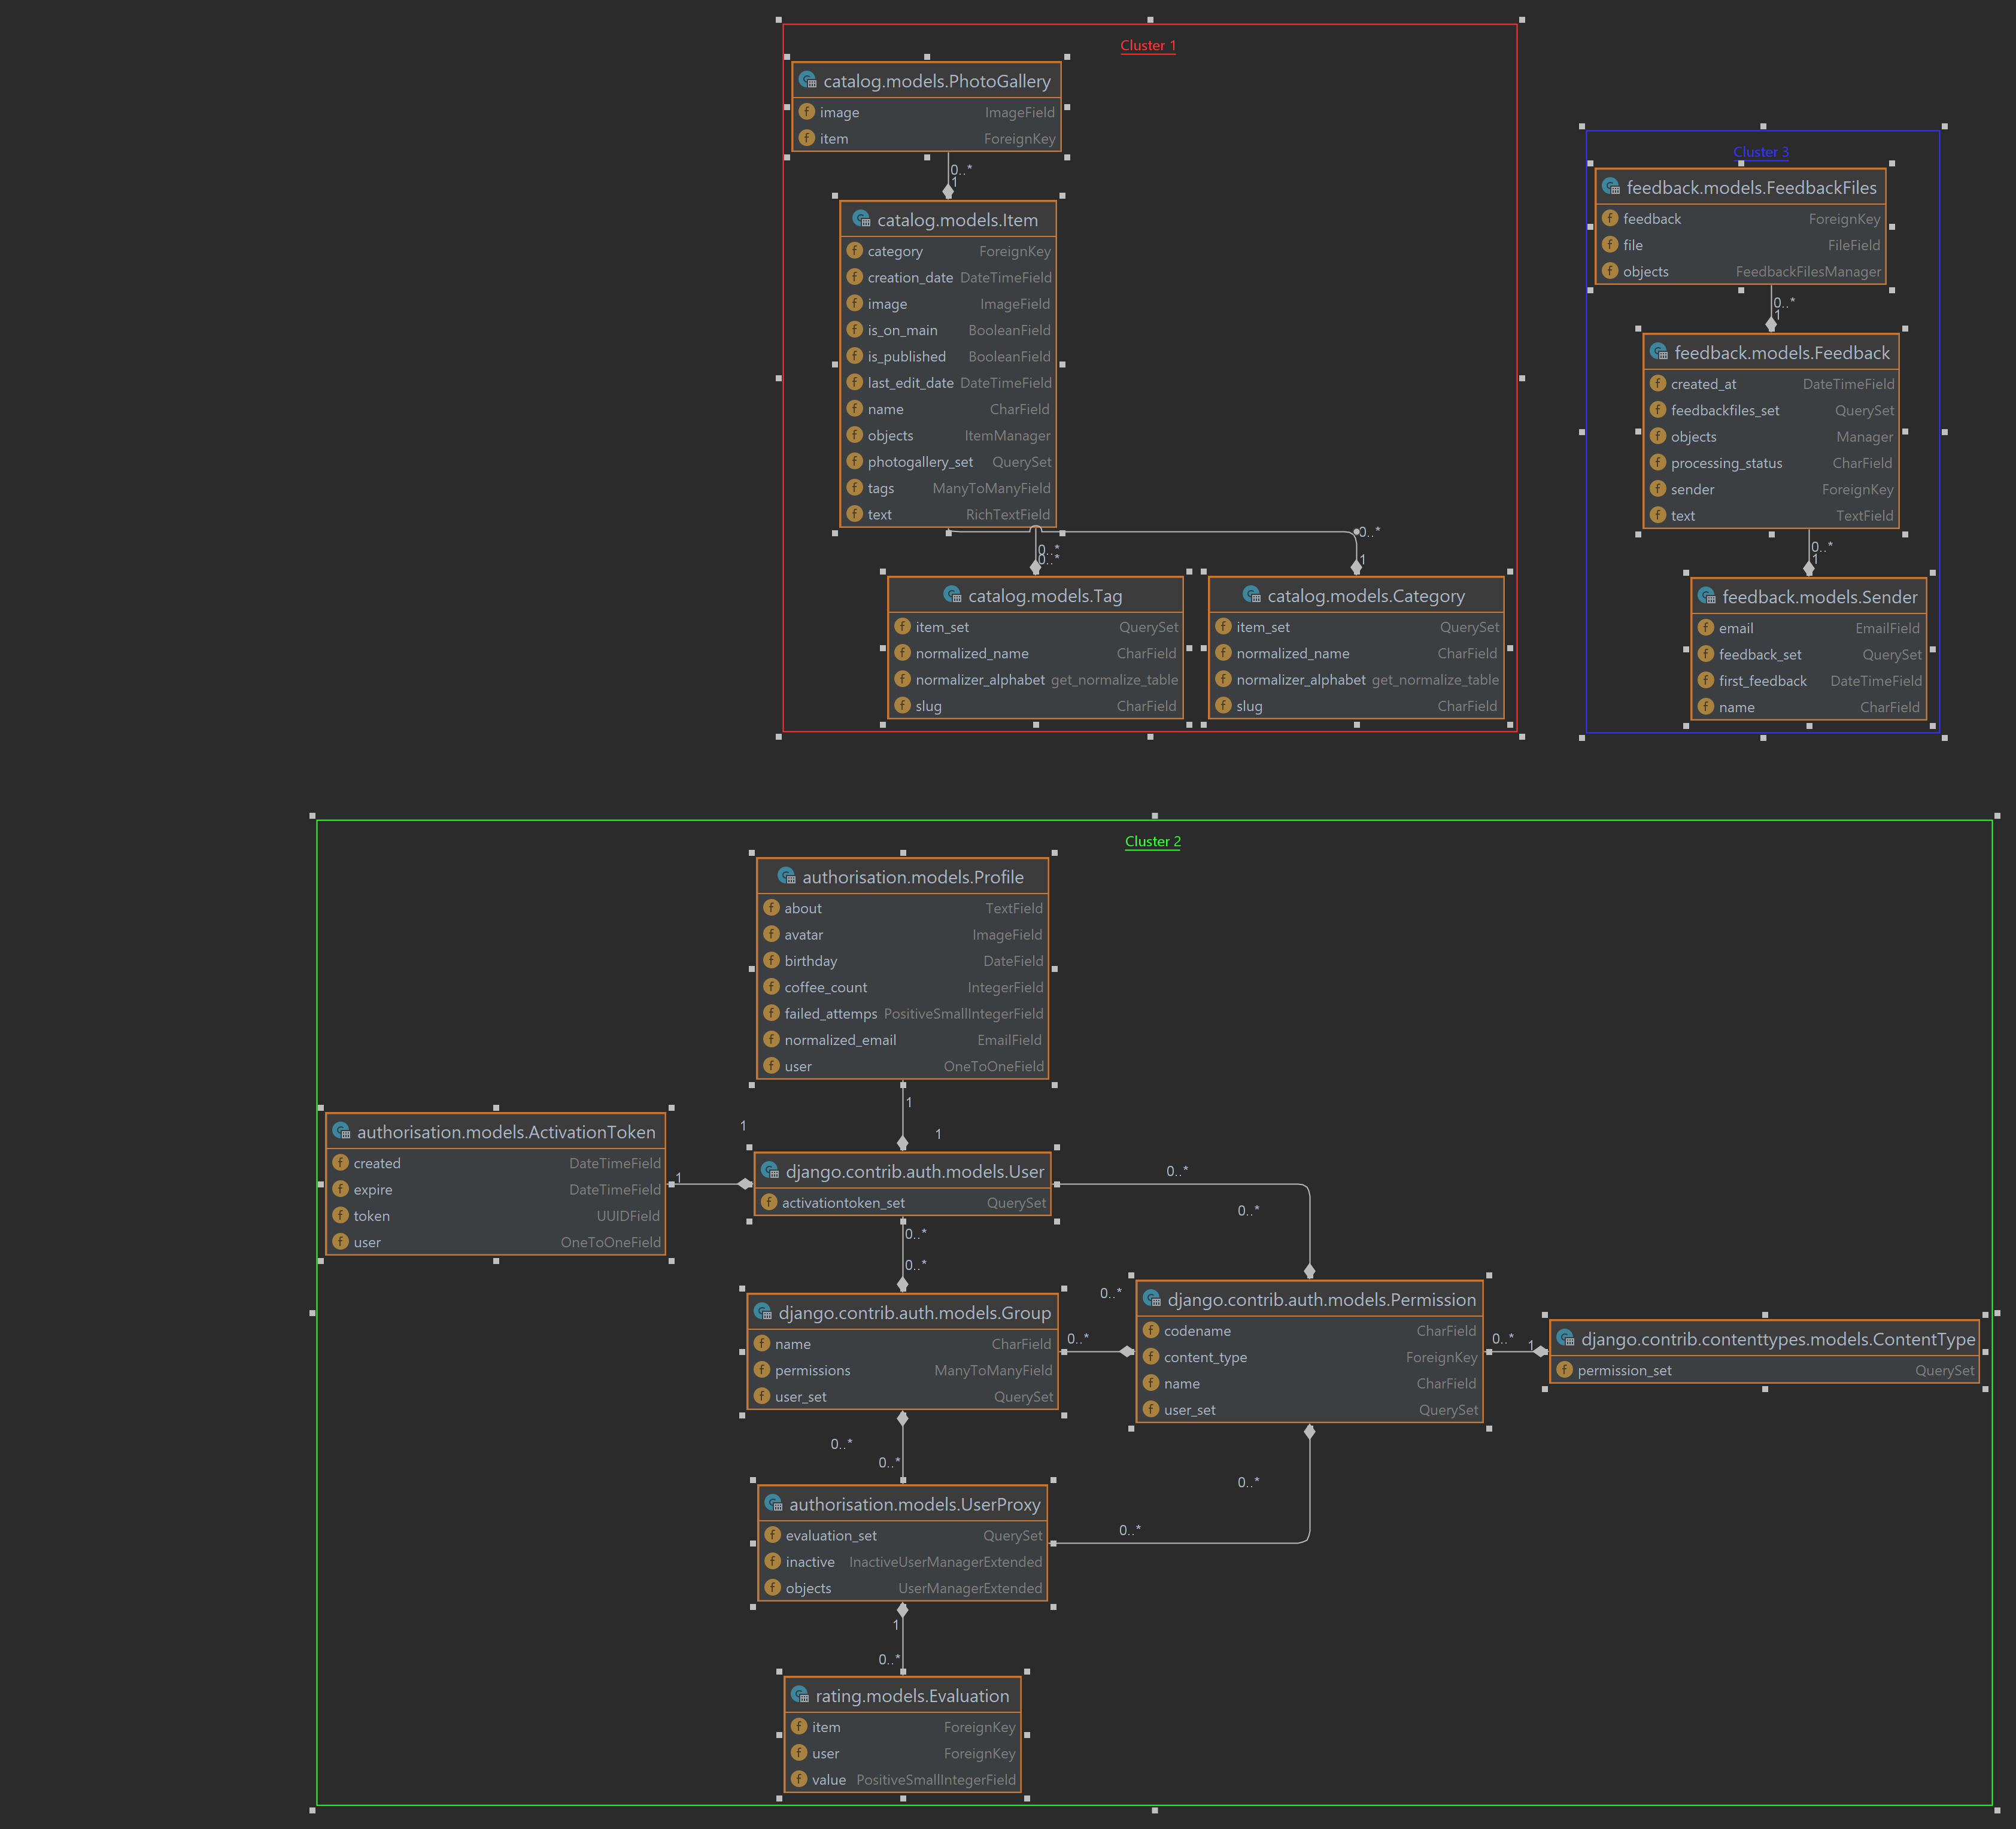 Cluster 1
catalog.models.PhotoGallery
image ImageField
item ForeignKey
0..*
1
catalog.models.Item
category ForeignKey
creation_date DateTimeField
image ImageField
is_on_main BooleanField
is_published BooleanField
last_edit_date DateTimeField
name CharField
objects ItemManager
photogallery_set QuerySet
tags ManyToManyField
text RichTextField
0..*
0..*
0..*
1
catalog.models.Tag
item_set QuerySet
normalized_name CharField
normalizer_alphabet get_normalize_table
slug CharField
catalog.models.Category
item_set QuerySet
normalized_name CharField
normalizer_alphabet get_normalize_table
slug CharField
Cluster 3
feedback.models.FeedbackFiles
feedback ForeignKey
file FileField
objects FeedbackFilesManager
0..*
1
feedback.models.Feedback
created_at DateTimeField
feedbackfiles_set QuerySet
objects Manager
processing_status CharField
sender ForeignKey
text TextField
0..*
1
feedback.models.Sender
email EmailField
feedback_set QuerySet
first_feedback DateTimeField
name CharField
Cluster 2
authorisation.models.Profile
about TextField
avatar ImageField
birthday DateField
coffee_count IntegerField
failed_attemps PositiveSmallIntegerField
normalized_email EmailField
user OneToOneField
1
1
1
authorisation.models.ActivationToken
created DateTimeField
expire DateTimeField
token UUIDField
user OneToOneField
1
django.contrib.auth.models.User
activationtoken_set QuerySet
0..*
0..*
0..*
0..*
django.contrib.auth.models.Group
name CharField
permissions ManyToManyField
user_set QuerySet
0..*
0..*
django.contrib.auth.models.Permission
codename CharField
content_type ForeignKey
name CharField
user_set QuerySet
0..*
1
django.contrib.contenttypes.models.ContentType
permission_set QuerySet
0..*
0..*
0..*
0..*
authorisation.models.UserProxy
evaluation_set QuerySet
inactive InactiveUserManagerExtended
objects UserManagerExtended
1
0..*
rating.models.Evaluation
item ForeignKey
user ForeignKey
value PositiveSmallIntegerField